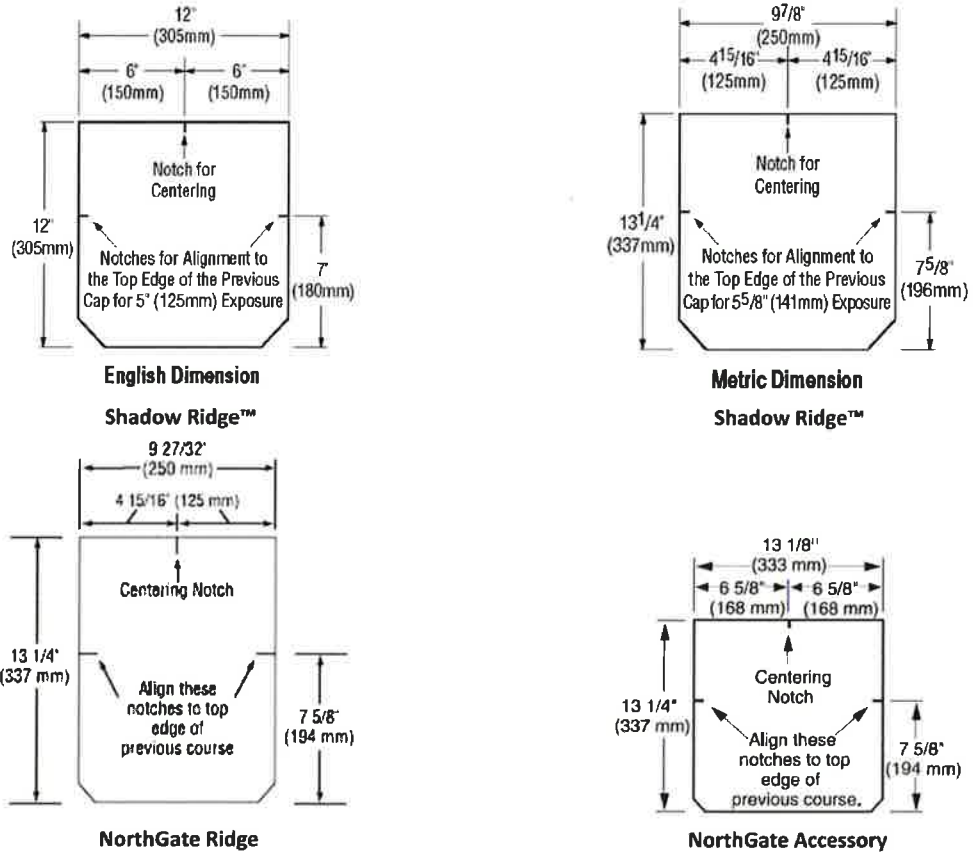 12"
(305mm)
6" 6"
(150mm) (150mm)
Notch for
Centering
12"
(305mm)
Notches for Alignment to
the Top Edge of the Previous
Cap for 5" (125mm) Exposure
7"
(180mm)
English Dimension
Shadow Ridge™
97/8"
(250mm)
415/16" 415/16"
(125mm) (125mm)
Notch for
Centering
131/4"
(337mm)
Notches for Alignment to
the Top Edge of the Previous
Cap for 55/8" (141mm) Exposure
75/8"
(196mm)
Metric Dimension
Shadow Ridge™
9 27/32"
(250 mm)
4 15/16" (125 mm)
Centering Notch
13 1/4"
(337 mm)
Align these
notches to top
edge of
previous course
7 5/8"
(194 mm)
NorthGate Ridge
13 1/8"
(333 mm)
6 5/8" 6 5/8"
(168 mm) (168 mm)
Centering
Notch
13 1/4"
(337 mm)
Align these
notches to top
edge of
previous course.
7 5/8"
(194 mm)
NorthGate Accessory